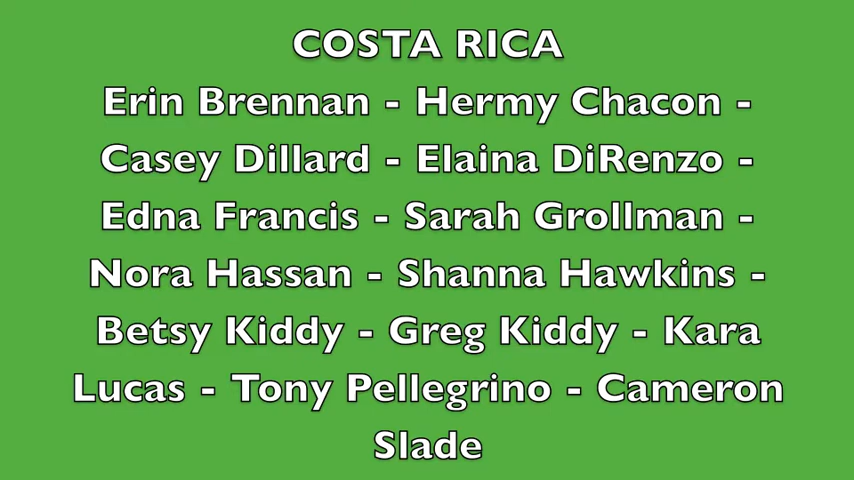 COSTA RICA
Erin Brennan - Hermy Chacon -
Casey Dillard - Elaina DiRenzo -
Edna Francis - Sarah Grollman -
Nora Hassan - Shanna Hawkins -
Betsy Kiddy - Greg Kiddy - Kara
Lucas - Tony Pellegrino - Cameron
Slade